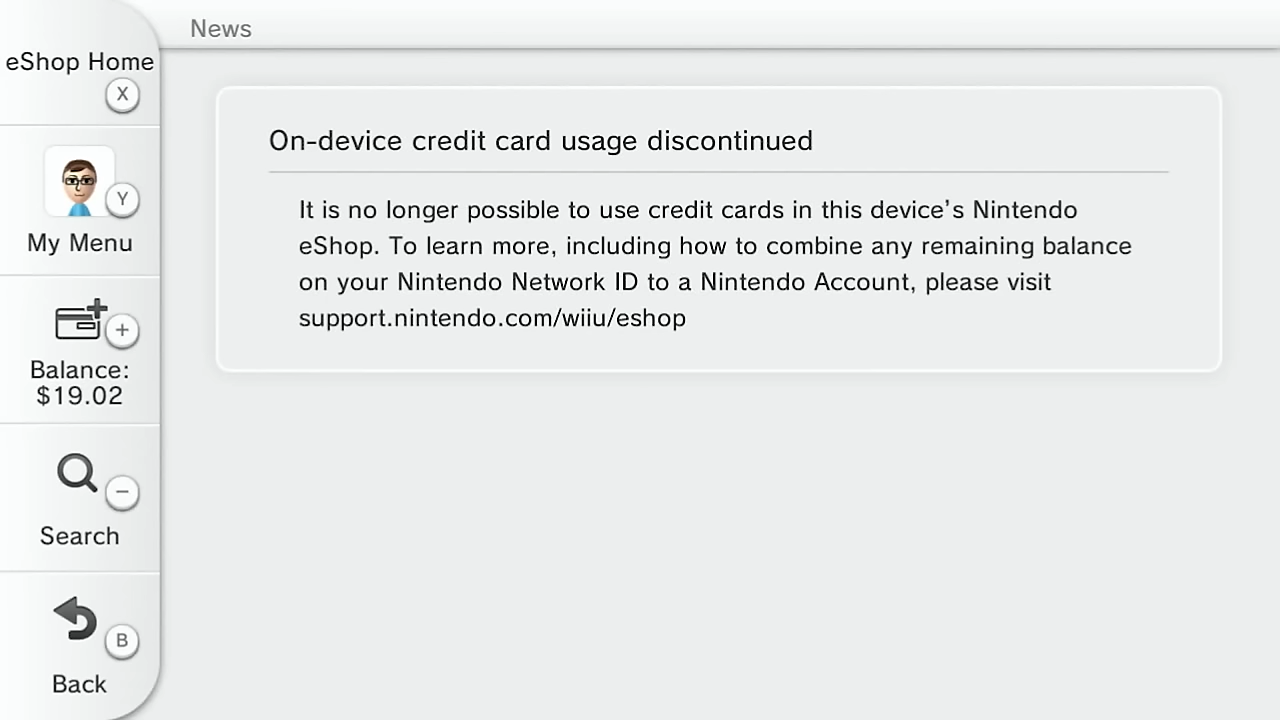 News
eShop Home
X
Y
My Menu
+
Balance:
$19.02
−
Search
B
Back
On-device credit card usage discontinued
It is no longer possible to use credit cards in this device’s Nintendo
eShop. To learn more, including how to combine any remaining balance
on your Nintendo Network ID to a Nintendo Account, please visit
support.nintendo.com/wiiu/eshop